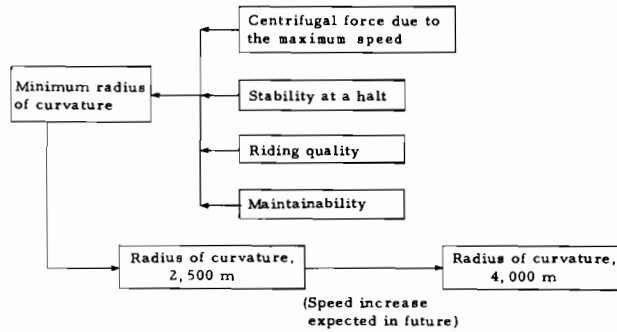 Centrifugal force due to
the maximum speed
Minimum radius
of curvature
Stability at a halt
Riding quality
Maintainability
Radius of curvature,
2,500 m
Radius of curvature,
4,000 m
(Speed increase
expected in future)